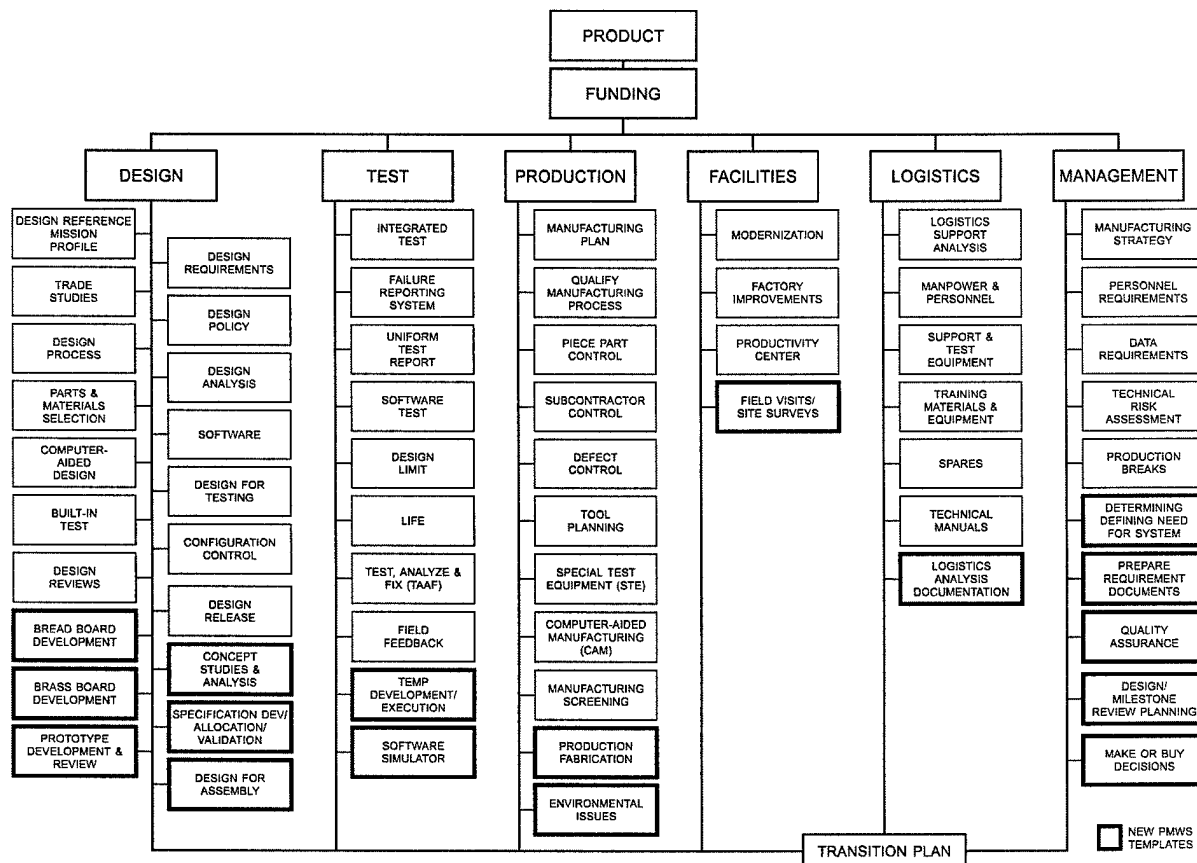 PRODUCT
FUNDING
DESIGN
TEST
PRODUCTION
FACILITIES
LOGISTICS
MANAGEMENT
DESIGN REFERENCE
MISSION
PROFILE
TRADE
STUDIES
DESIGN
PROCESS
PARTS &
MATERIALS
SELECTION
COMPUTER-
AIDED
DESIGN
BUILT-IN
TEST
DESIGN
REVIEWS
BREAD BOARD
DEVELOPMENT
BRASS BOARD
DEVELOPMENT
PROTOTYPE
DEVELOPMENT &
REVIEW
DESIGN
REQUIREMENTS
DESIGN
POLICY
DESIGN
ANALYSIS
SOFTWARE
DESIGN FOR
TESTING
CONFIGURATION
CONTROL
DESIGN
RELEASE
CONCEPT
STUDIES &
ANALYSIS
SPECIFICATION DEV/
ALLOCATION/
VALIDATION
DESIGN FOR
ASSEMBLY
INTEGRATED
TEST
FAILURE
REPORTING
SYSTEM
UNIFORM
TEST
REPORT
SOFTWARE
TEST
DESIGN
LIMIT
LIFE
TEST, ANALYZE &
FIX (TAAF)
FIELD
FEEDBACK
TEMP
DEVELOPMENT/
EXECUTION
SOFTWARE
SIMULATOR
MANUFACTURING
PLAN
QUALIFY
MANUFACTURING
PROCESS
PIECE PART
CONTROL
SUBCONTRACTOR
CONTROL
DEFECT
CONTROL
TOOL
PLANNING
SPECIAL TEST
EQUIPMENT (STE)
COMPUTER-AIDED
MANUFACTURING
(CAM)
MANUFACTURING
SCREENING
PRODUCTION
FABRICATION
ENVIRONMENTAL
ISSUES
MODERNIZATION
FACTORY
IMPROVEMENTS
PRODUCTIVITY
CENTER
FIELD VISITS/
SITE SURVEYS
LOGISTICS
SUPPORT
ANALYSIS
MANPOWER &
PERSONNEL
SUPPORT &
TEST
EQUIPMENT
TRAINING
MATERIALS &
EQUIPMENT
SPARES
TECHNICAL
MANUALS
LOGISTICS
ANALYSIS
DOCUMENTATION
MANUFACTURING
STRATEGY
PERSONNEL
REQUIREMENTS
DATA
REQUIREMENTS
TECHNICAL
RISK
ASSESSMENT
PRODUCTION
BREAKS
DETERMINING
DEFINING NEED
FOR SYSTEM
PREPARE
REQUIREMENT
DOCUMENTS
QUALITY
ASSURANCE
DESIGN/
MILESTONE
REVIEW PLANNING
MAKE OR BUY
DECISIONS
TRANSITION PLAN
NEW PMWS
TEMPLATES